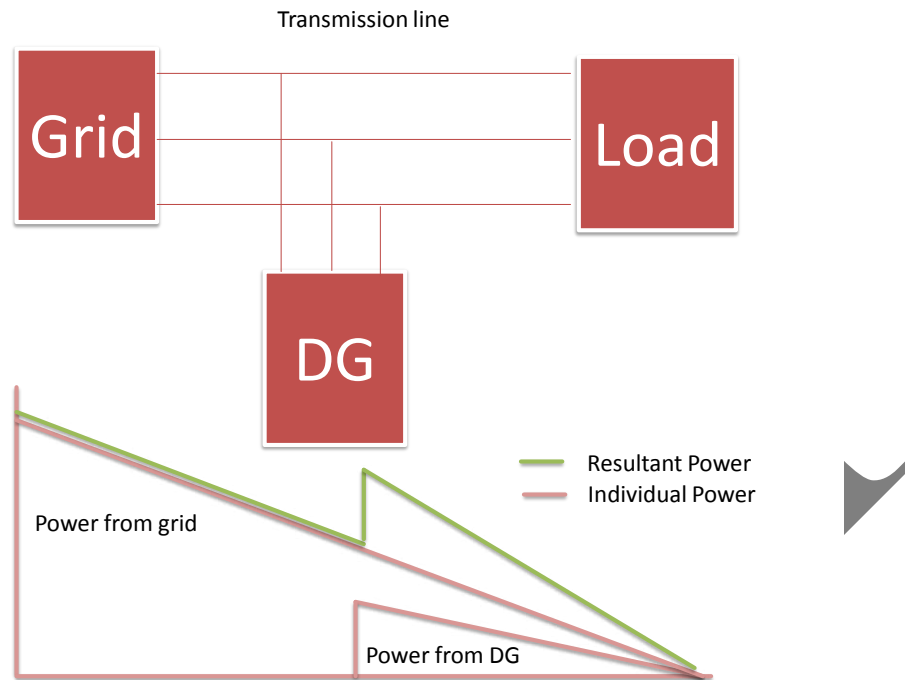 Transmission line
Grid
Load
DG
Resultant Power
Individual Power
Power from grid
Power from DG